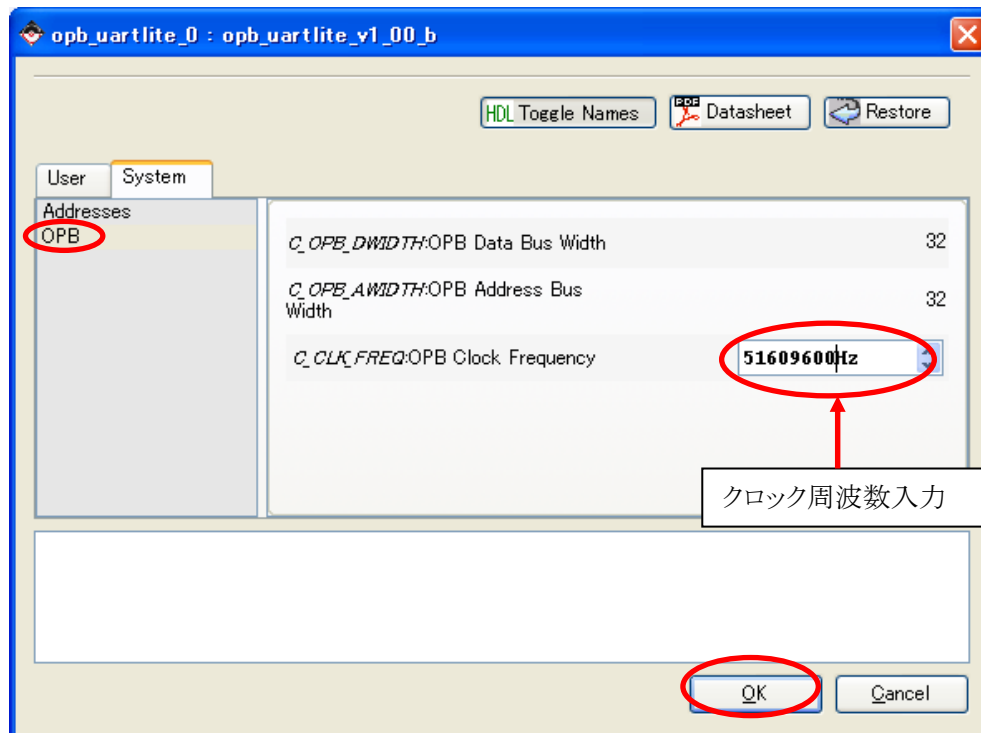 opb_uartlite_0 : opb_uartlite_v1_00_b
HDL Toggle Names
PDF Datasheet
Restore
User
System
Addresses
OPB
C_OPB_DWIDTH:OPB Data Bus Width
32
C_OPB_AWIDTH:OPB Address Bus
Width
32
C_CLK_FREQ:OPB Clock Frequency
51609600Hz
クロック周波数入力
OK
Cancel